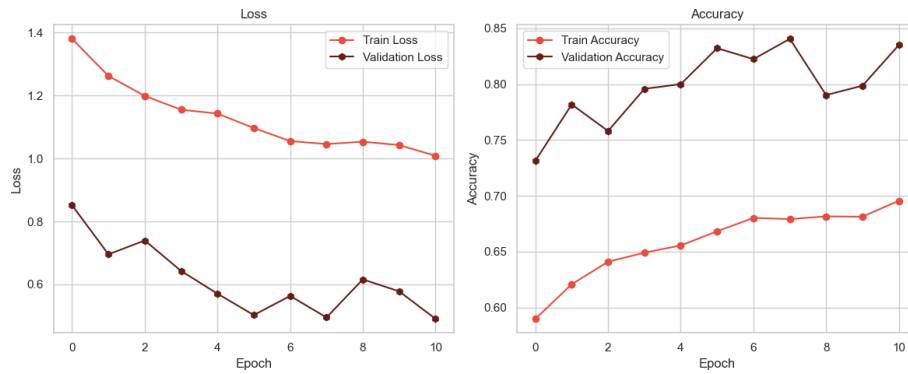 Loss
1.4
1.2
1.0
0.8
0.6
Loss
0 2 4 6 8 10
Epoch
Train Loss
Validation Loss
Accuracy
0.85
0.80
0.75
0.70
0.65
0.60
Accuracy
0 2 4 6 8 10
Epoch
Train Accuracy
Validation Accuracy